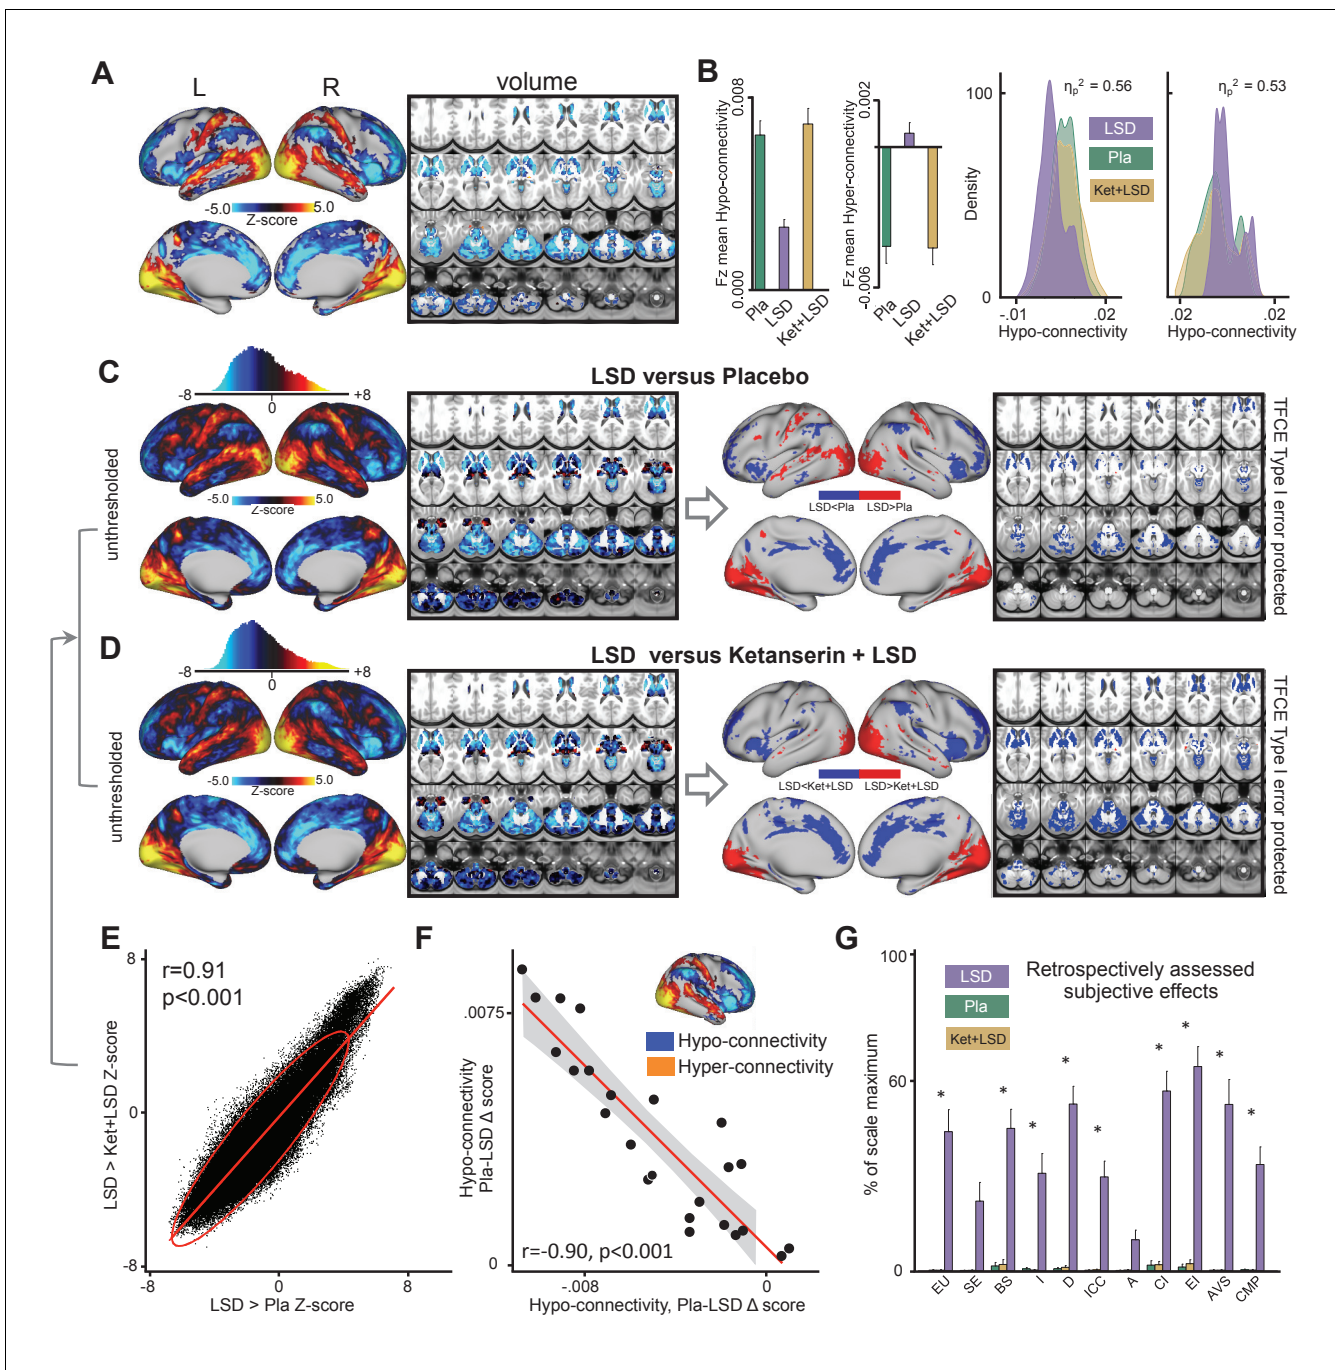 A
L
R
volume
-5.0
5.0
Z-score
B
Fz mean Hypo-connectivity
0.008
0.000
Pla
LSD
Ket+LSD
Fz mean Hyper-connectivity
0.002
-0.006
Pla
LSD
Ket+LSD
Density
100
0
ηp² = 0.56
LSD
Pla
Ket+LSD
-.01
.02
Hypo-connectivity
ηp² = 0.53
.02
.02
Hypo-connectivity
C
LSD versus Placebo
-8
0
+8
unthresholded
-5.0
5.0
Z-score
LSD<Pla
LSD>Pla
TFCE Type I error protected
D
LSD versus Ketanserin + LSD
-8
0
+8
unthresholded
-5.0
5.0
Z-score
LSD<Ket+LSD
LSD>Ket+LSD
TFCE Type I error protected
E
r=0.91
p<0.001
LSD > Ket+LSD Z-score
8
0
-8
-8
0
8
LSD > Pla Z-score
F
Hypo-connectivity
Pla-LSD Δ score
.0075
0
Hypo-connectivity
Hyper-connectivity
r=-0.90, p<0.001
-.008
0
Hypo-connectivity, Pla-LSD Δ score
G
Retrospectively assessed
subjective effects
LSD
Pla
Ket+LSD
% of scale maximum
100
60
0
* * * * * * * * *
EU
SE
BS
I
D
ICC
A
CI
EI
AVS
CMP